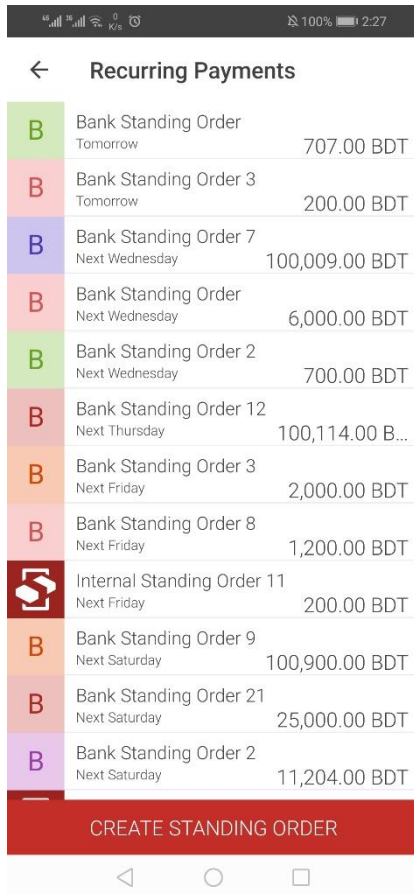 4G 3G 0 K/s 100% 2:27
Recurring Payments
B Bank Standing Order
Tomorrow 707.00 BDT
B Bank Standing Order 3
Tomorrow 200.00 BDT
B Bank Standing Order 7
Next Wednesday 100,009.00 BDT
B Bank Standing Order
Next Wednesday 6,000.00 BDT
B Bank Standing Order 2
Next Wednesday 700.00 BDT
B Bank Standing Order 12
Next Thursday 100,114.00 B...
B Bank Standing Order 3
Next Friday 2,000.00 BDT
B Bank Standing Order 8
Next Friday 1,200.00 BDT
Internal Standing Order 11
Next Friday 200.00 BDT
B Bank Standing Order 9
Next Saturday 100,900.00 BDT
B Bank Standing Order 21
Next Saturday 25,000.00 BDT
B Bank Standing Order 2
Next Saturday 11,204.00 BDT
CREATE STANDING ORDER